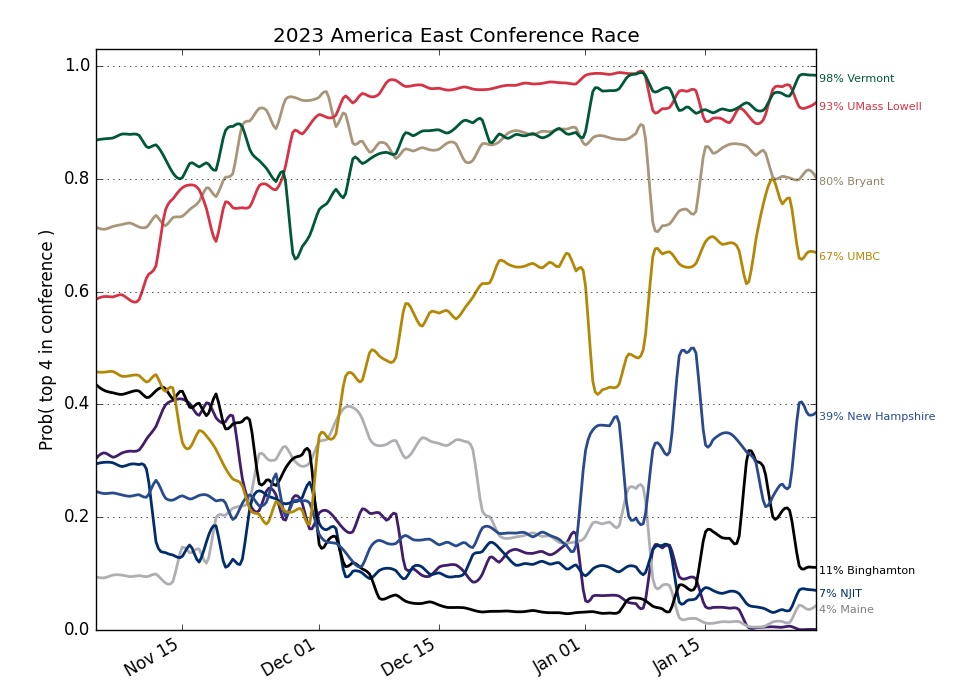 2023 America East Conference Race
Prob( top 4 in conference )
1.0
0.8
0.6
0.4
0.2
0.0
Nov 15
Dec 01
Dec 15
Jan 01
Jan 15
98% Vermont
93% UMass Lowell
80% Bryant
67% UMBC
39% New Hampshire
11% Binghamton
7% NJIT
4% Maine